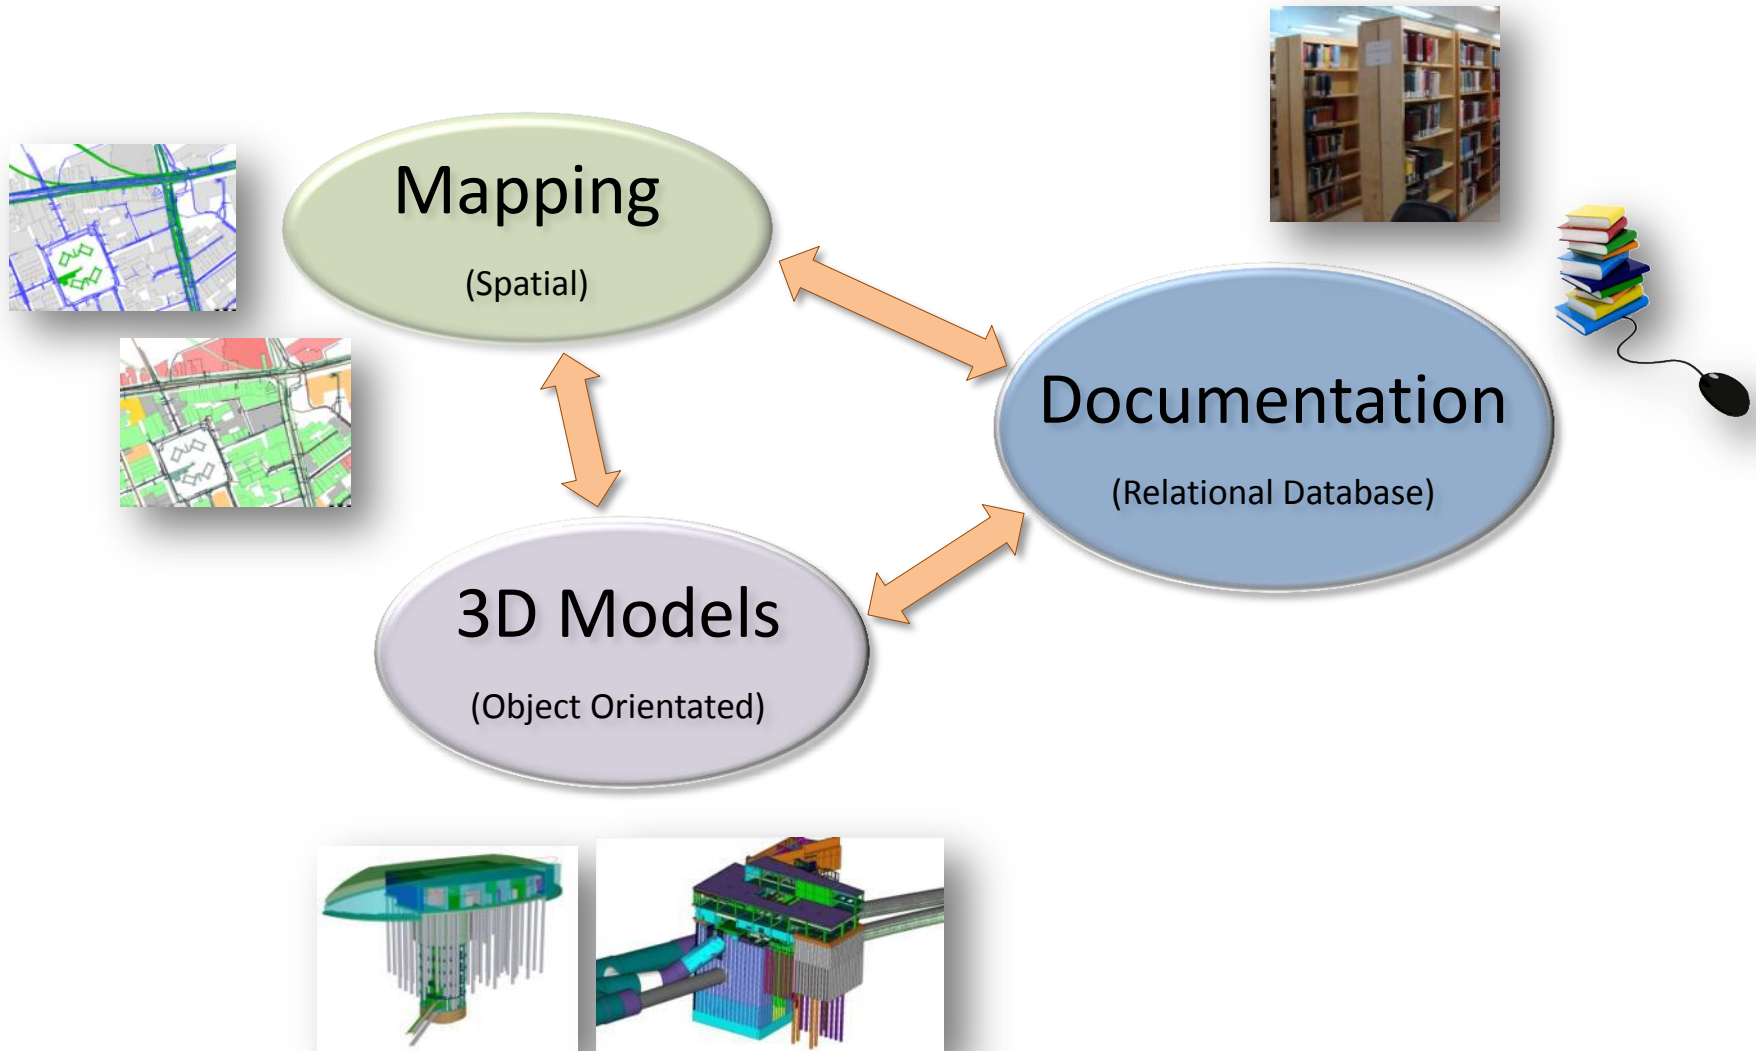 Mapping
(Spatial)
Documentation
(Relational Database)
3D Models
(Object Orientated)